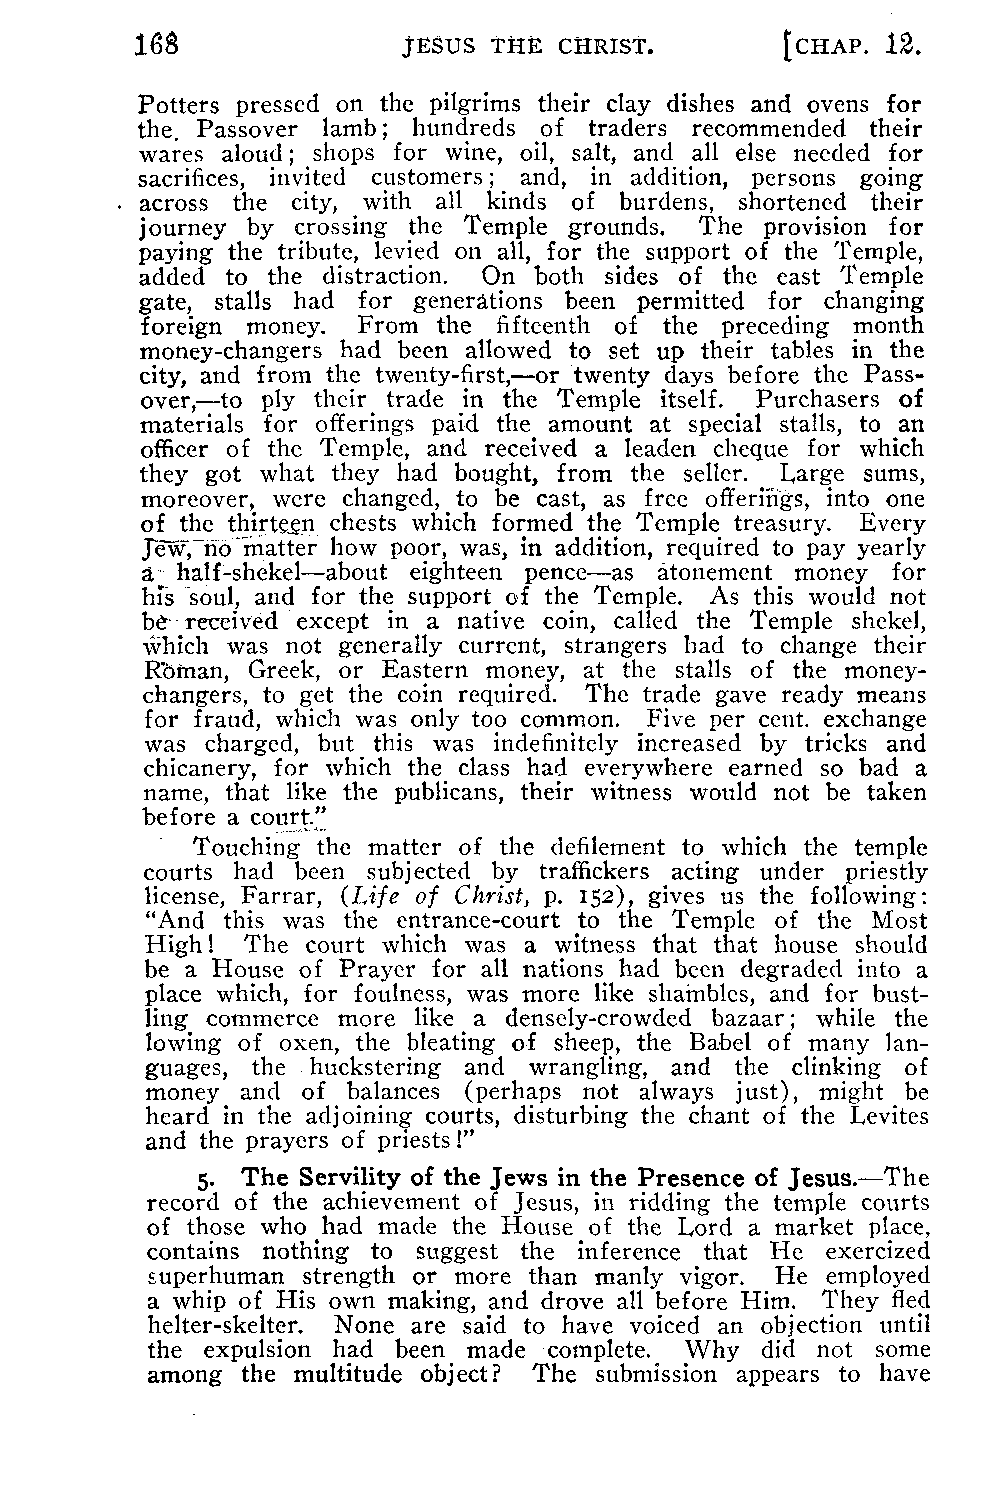 168 JESUS THE CHRIST. [CHAP. 12.
Potters pressed on the pilgrims their clay dishes and ovens for
the Passover lamb; hundreds of traders recommended their
wares aloud; shops for wine, oil, salt, and all else needed for
sacrifices, invited customers; and, in addition, persons going
across the city, with all kinds of burdens, shortened their
journey by crossing the Temple grounds. The provision for
paying the tribute, levied on all, for the support of the Temple,
added to the distraction. On both sides of the east Temple
gate, stalls had for generations been permitted for changing
foreign money. From the fifteenth of the preceding month
money-changers had been allowed to set up their tables in the
city, and from the twenty-first,—or twenty days before the Pass-
over,—to ply their trade in the Temple itself. Purchasers of
materials for offerings paid the amount at special stalls, to an
officer of the Temple, and received a leaden cheque for which
they got what they had bought, from the seller. Large sums,
moreover, were changed, to be cast, as free offerings, into one
of the thirteen chests which formed the Temple treasury. Every
Jew, no matter how poor, was, in addition, required to pay yearly
a half-shekel—about eighteen pence—as atonement money for
his soul, and for the support of the Temple. As this would not
be received except in a native coin, called the Temple shekel,
which was not generally current, strangers had to change their
Roman, Greek, or Eastern money, at the stalls of the money-
changers, to get the coin required. The trade gave ready means
for fraud, which was only too common. Five per cent. exchange
was charged, but this was indefinitely increased by tricks and
chicanery, for which the class had everywhere earned so bad a
name, that like the publicans, their witness would not be taken
before a court."
Touching the matter of the defilement to which the temple
courts had been subjected by traffickers acting under priestly
license, Farrar, (Life of Christ, p. 152), gives us the following:
"And this was the entrance-court to the Temple of the Most
High! The court which was a witness that that house should
be a House of Prayer for all nations had been degraded into a
place which, for foulness, was more like shambles, and for bust-
ling commerce more like a densely-crowded bazaar; while the
lowing of oxen, the bleating of sheep, the Babel of many lan-
guages, the huckstering and wrangling, and the clinking of
money and of balances (perhaps not always just), might be
heard in the adjoining courts, disturbing the chant of the Levites
and the prayers of priests!"
5. The Servility of the Jews in the Presence of Jesus.—The
record of the achievement of Jesus, in ridding the temple courts
of those who had made the House of the Lord a market place,
contains nothing to suggest the inference that He exercized
superhuman strength or more than manly vigor. He employed
a whip of His own making, and drove all before Him. They fled
helter-skelter. None are said to have voiced an objection until
the expulsion had been made complete. Why did not some
among the multitude object? The submission appears to have